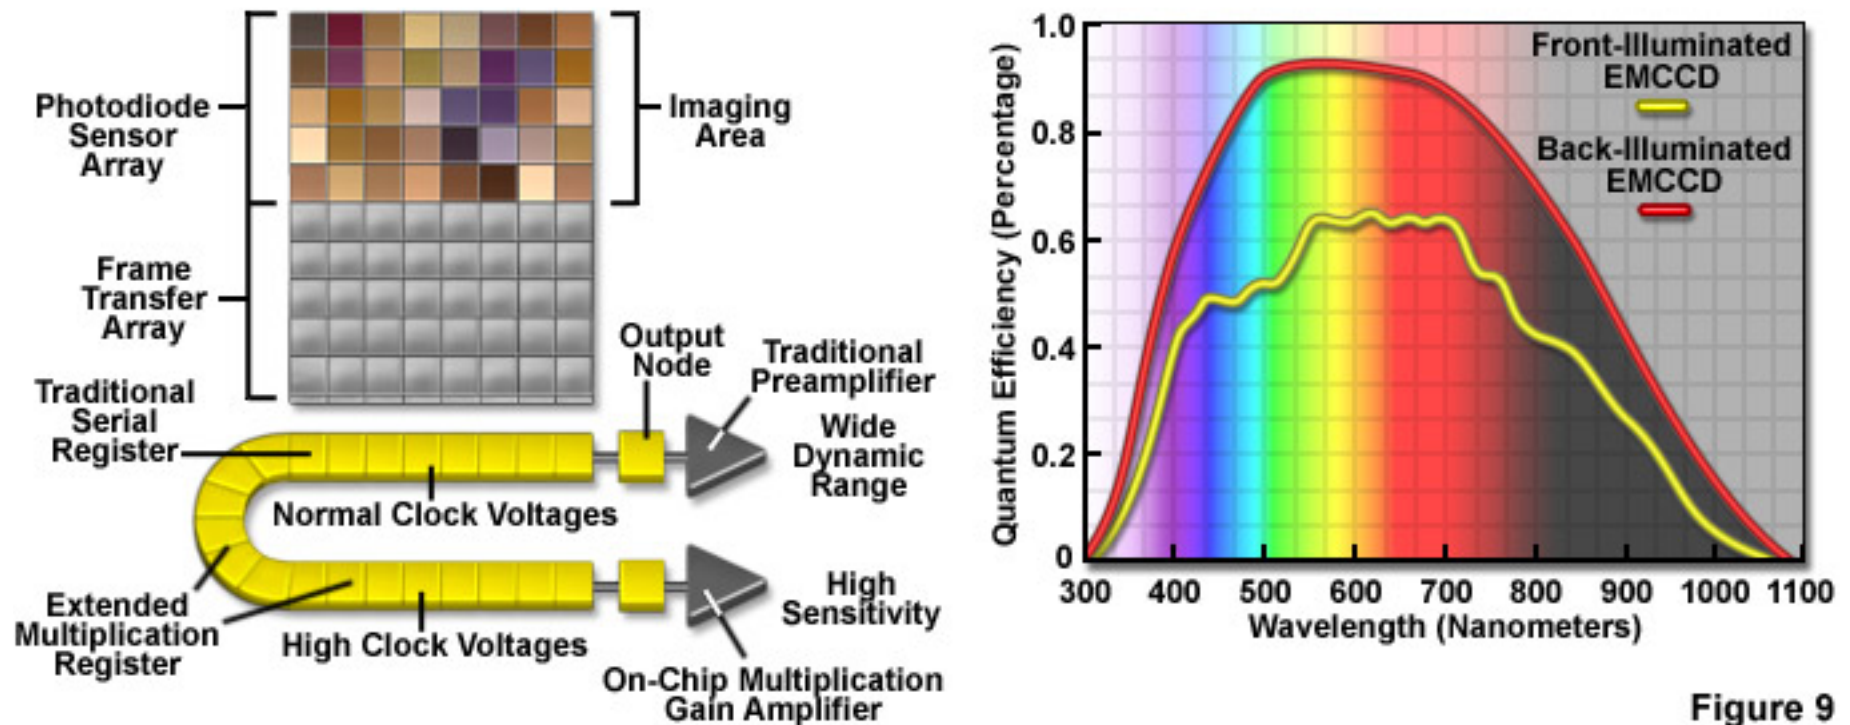 Photodiode
Sensor
Array
Imaging
Area
Frame
Transfer
Array
Output
Node
Traditional
Preamplifier
Traditional
Serial
Register
Wide
Dynamic
Range
Normal Clock Voltages
Extended
Multiplication
Register
High Clock Voltages
High
Sensitivity
On-Chip Multiplication
Gain Amplifier
Quantum Efficiency (Percentage)
1.0
0.8
0.6
0.4
0.2
0
Front-Illuminated
EMCCD
Back-Illuminated
EMCCD
300 400 500 600 700 800 900 1000 1100
Wavelength (Nanometers)
Figure 9